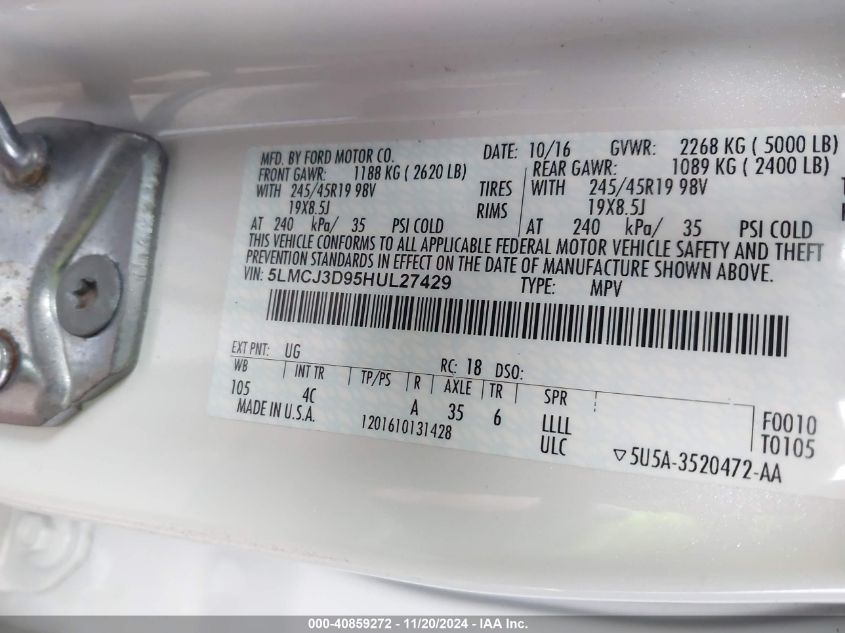 MFD. BY FORD MOTOR CO. DATE: 10/16 GVWR: 2268 KG ( 5000 LB)
FRONT GAWR: 1188 KG ( 2620 LB) REAR GAWR: 1089 KG ( 2400 LB)
WITH 245/45R19 98V TIRES WITH 245/45R19 98V
19X8.5J RIMS 19X8.5J
AT 240 kPa/ 35 PSI COLD AT 240 kPa/ 35 PSI COLD
THIS VEHICLE CONFORMS TO ALL APPLICABLE FEDERAL MOTOR VEHICLE SAFETY AND THEFT
PREVENTION STANDARDS IN EFFECT ON THE DATE OF MANUFACTURE SHOWN ABOVE.
VIN: 5LMCJ3D95HUL27429 TYPE: MPV
EXT PNT: UG RC: 18 DSO:
WB INT TR TP/PS R AXLE TR SPR
105 4C A 35 6 LLLL F0010
MADE IN U.S.A. 1201610131428 ULC T0105
▽5U5A-3520472-AA
000-40859272 - 11/20/2024 - IAA Inc.